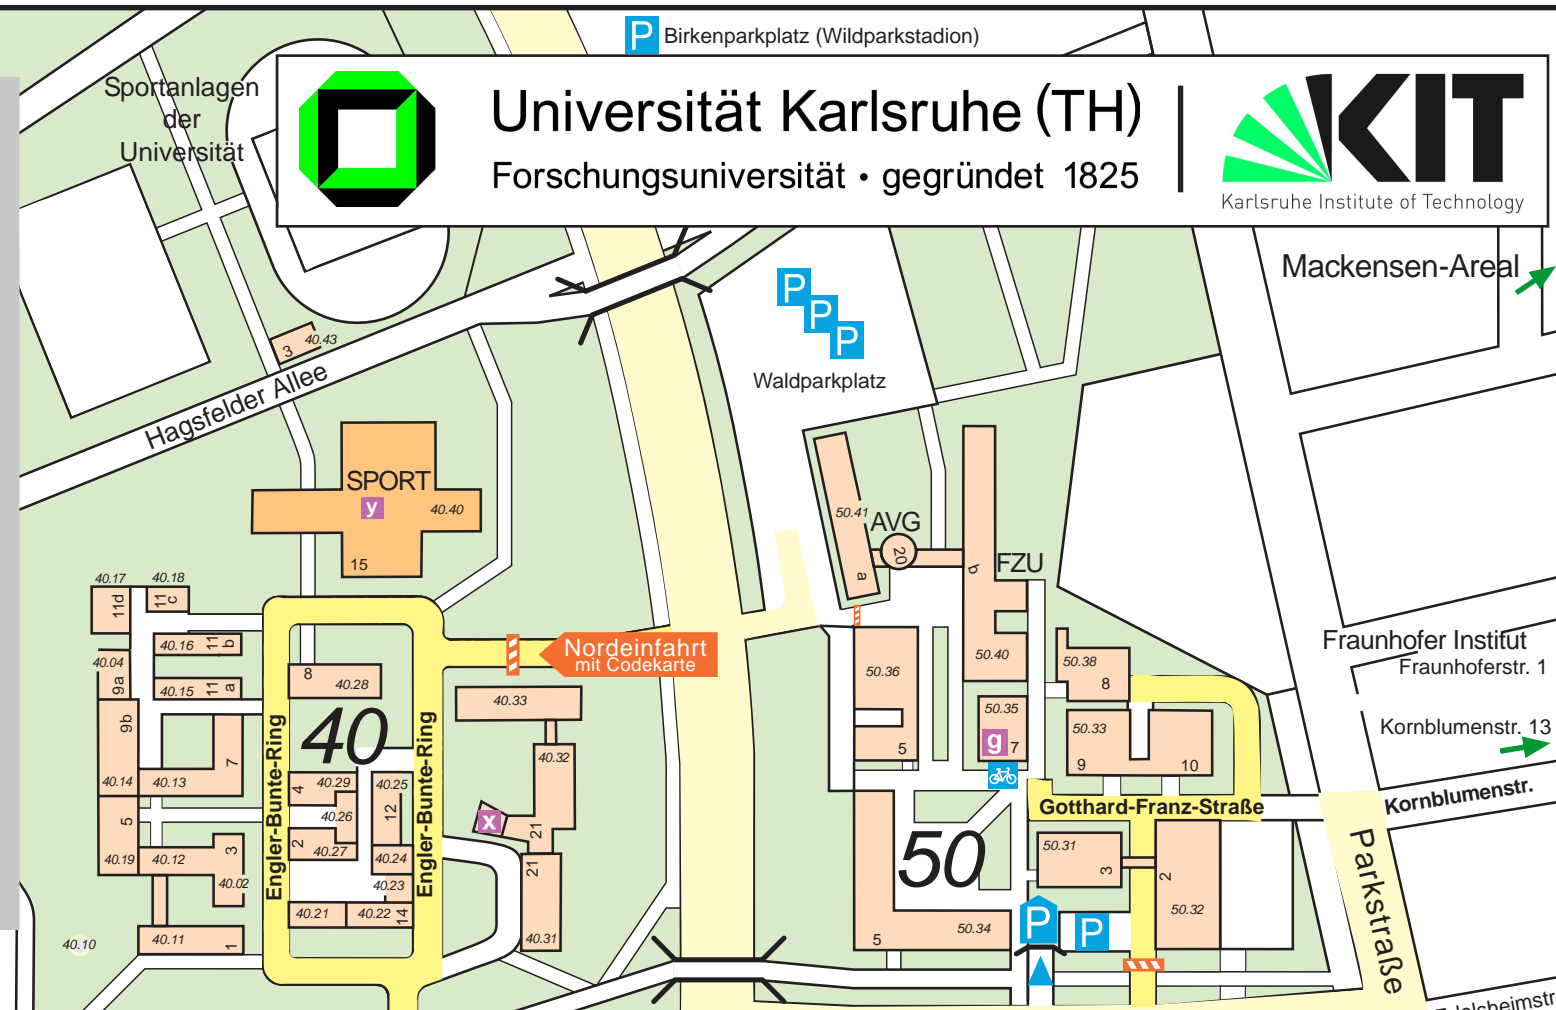 P Birkenparkplatz (Wildparkstadion)
Sportanlagen
der
Universität
Universität Karlsruhe (TH)
Forschungsuniversität • gegründet 1825
KIT
Karlsruhe Institute of Technology
Mackensen-Areal
P
P
P
Waldparkplatz
3
40.43
Hagsfelder Allee
SPORT
y
40.40
15
50.41
AVG
20
a
b
FZU
40.17
40.18
11d
11
c
40.16
11
b
40.04
9a
40.15
11
a
Nordeinfahrt
mit Codekarte
8
40.28
40
40.33
9b
7
40.14
40.13
Engler-Bunte-Ring
Engler-Bunte-Ring
40.32
4
40.29
40.25
12
40.26
2
40.27
40.24
40.23
40.21
40.22
14
x
21
21
40.31
5
40.19
40.12
3
40.02
40.10
40.11
1
50.36
5
50.40
50.38
8
50.35
g
7
50.33
9
10
Fraunhofer Institut
Fraunhoferstr. 1
Kornblumenstr. 13
Gotthard-Franz-Straße
Kornblumenstr.
50
50.31
3
2
50.32
50.34
5
P
P
Parkstraße